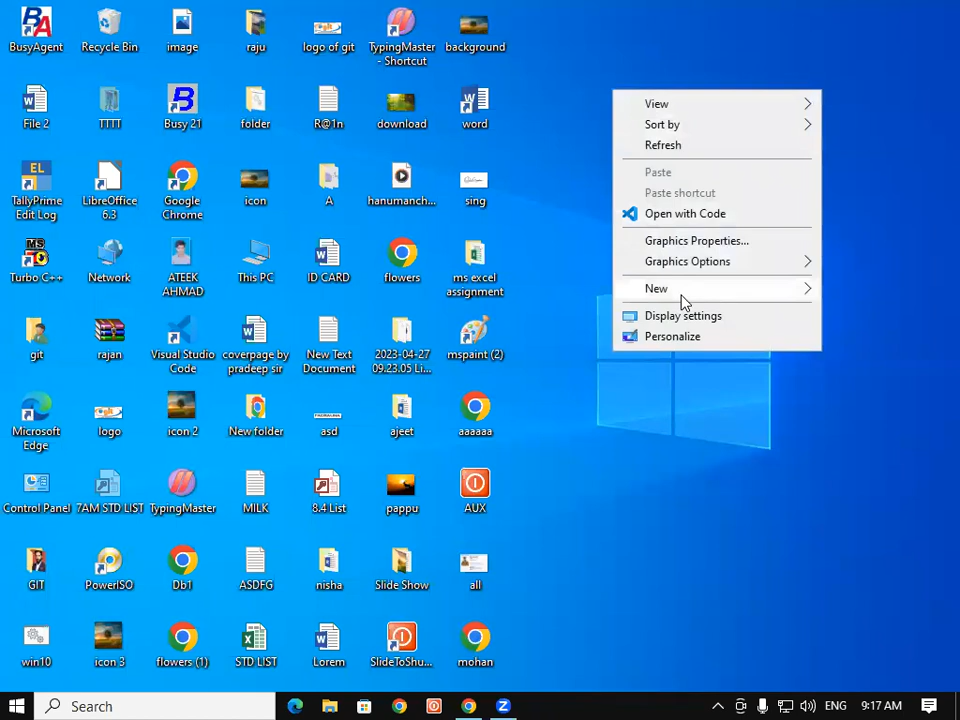 BusyAgent
Recycle Bin
image
raju
logo of git
TypingMaster
- Shortcut
background
File 2
TTTT
Busy 21
folder
R@1n
download
word
EL
TallyPrime
Edit Log
LibreOffice
6.3
Google
Chrome
icon
A
hanumanch...
sing
Turbo C++
Network
ATEEK
AHMAD
This PC
ID CARD
flowers
ms excel
assignment
git
rajan
Visual Studio
Code
coverpage by
pradeep sir
New Text
Document
2023-04-27
09.23.05 Li...
mspaint (2)
Microsoft
Edge
logo
icon 2
New folder
asd
ajeet
aaaaaa
Control Panel
7AM STD LIST
TypingMaster
MILK
8.4 List
pappu
AUX
GIT
PowerISO
Db1
ASDFG
nisha
Slide Show
all
win10
icon 3
flowers (1)
STD LIST
Lorem
SlideToShu...
mohan
View
Sort by
Refresh
Paste
Paste shortcut
Open with Code
Graphics Properties...
Graphics Options
New
Display settings
Personalize
Search
ENG
9:17 AM